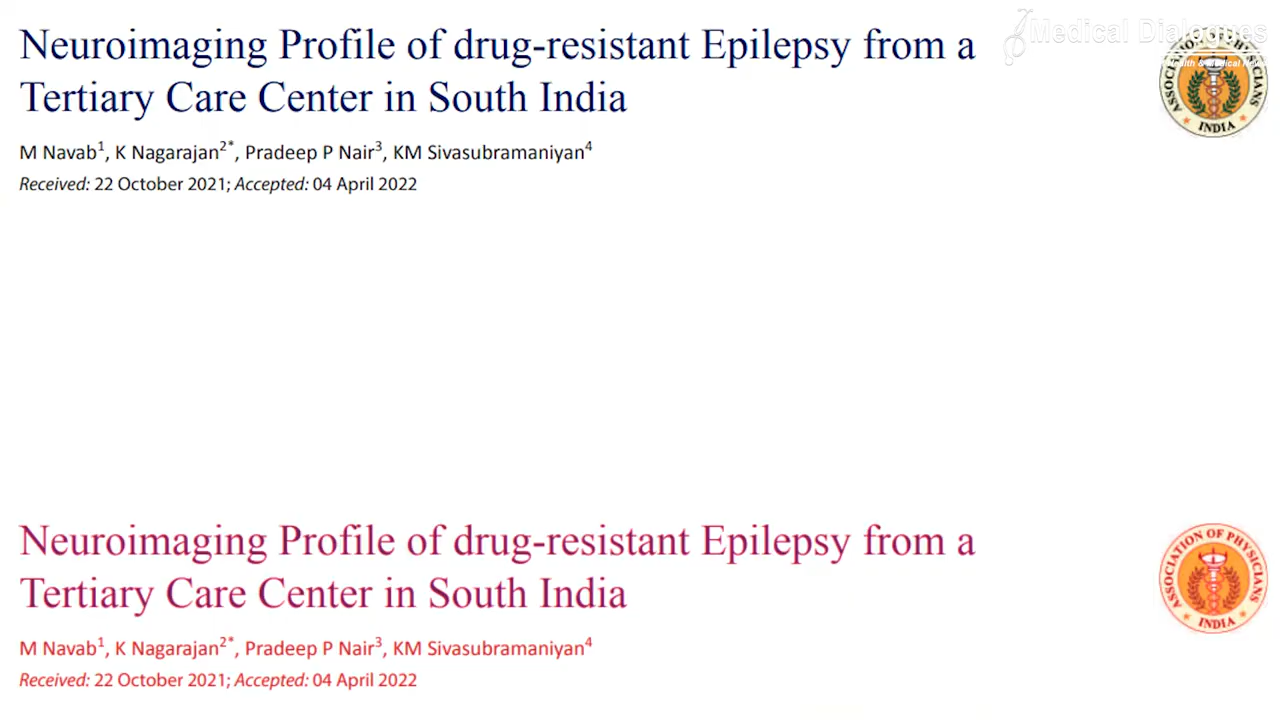 Medical Dialogues
Health & Medical News
Neuroimaging Profile of drug-resistant Epilepsy from a
Tertiary Care Center in South India
ASSOCIATION OF PHYSICIANS
INDIA
M Navab1, K Nagarajan2*, Pradeep P Nair3, KM Sivasubramaniyan4
Received: 22 October 2021; Accepted: 04 April 2022
Neuroimaging Profile of drug-resistant Epilepsy from a
Tertiary Care Center in South India
ASSOCIATION OF PHYSICIANS
INDIA
M Navab1, K Nagarajan2*, Pradeep P Nair3, KM Sivasubramaniyan4
Received: 22 October 2021; Accepted: 04 April 2022